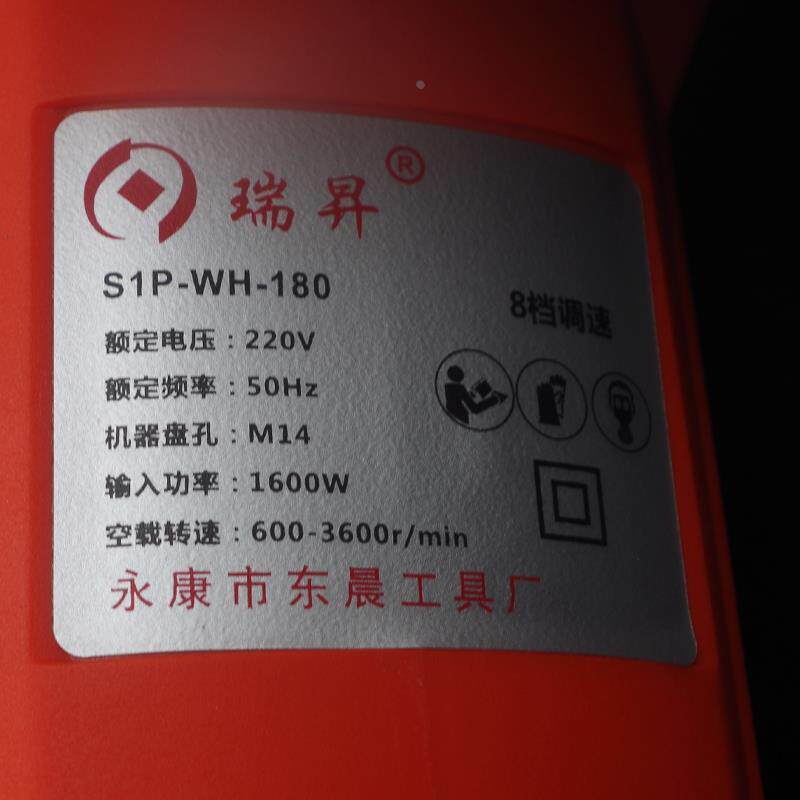 瑞昇®
S1P-WH-180
8档调速
额定电压：220V
额定频率：50Hz
机器盘孔：M14
输入功率：1600W
空载转速：600-3600r/min
永康市东晨工具厂